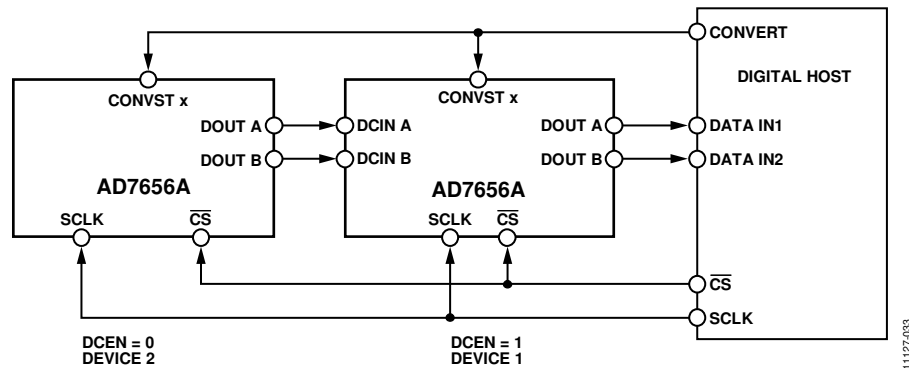 CONVERT
DIGITAL HOST
CONVST x
CONVST x
DOUT A
DCIN A
DOUT A
DATA IN1
DOUT B
DCIN B
DOUT B
DATA IN2
AD7656A
AD7656A
SCLK
CS
SCLK
CS
CS
SCLK
DCEN = 0
DEVICE 2
DCEN = 1
DEVICE 1
11127-033